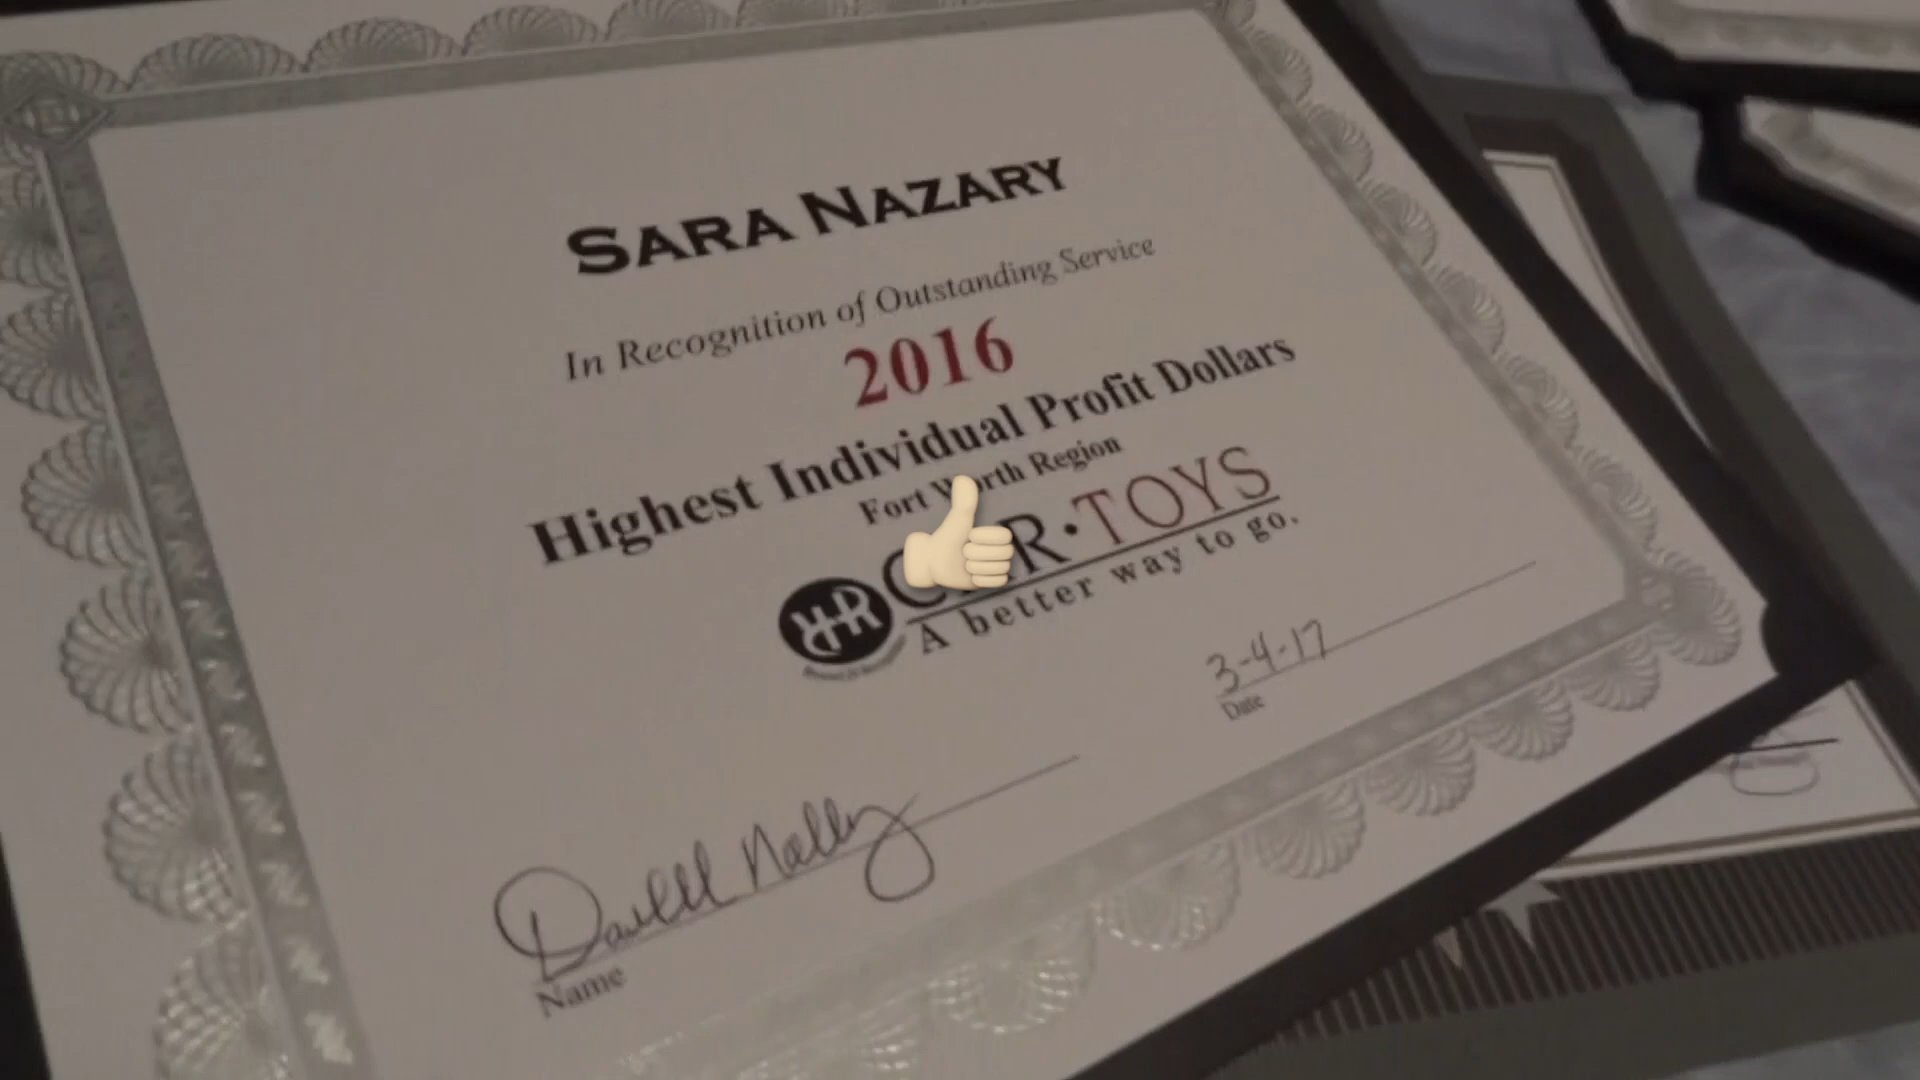 SARA NAZARY
In Recognition of Outstanding Service
2016
Highest Individual Profit Dollars
Fort Worth Region
CAR•TOYS
A better way to go.
3-4-17
Date
Name